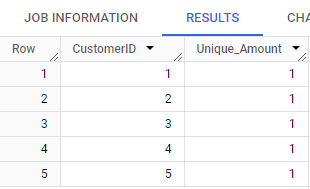 JOB INFORMATION RESULTS CHA
Row CustomerID Unique_Amount
1 1 1
2 2 1
3 3 1
4 4 1
5 5 1